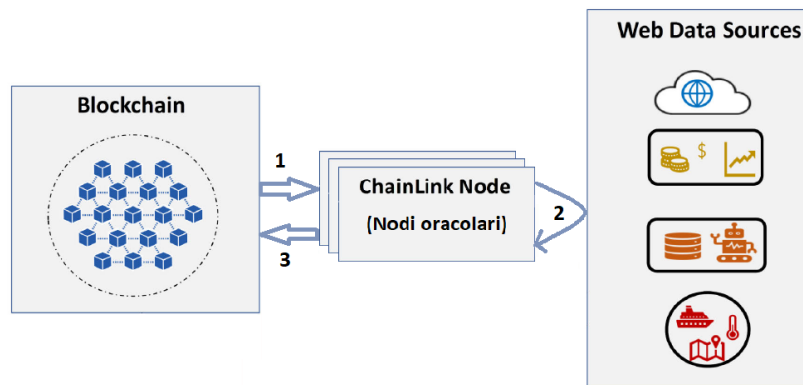 Web Data Sources
Blockchain
1
ChainLink Node
(Nodi oracolari)
2
3
$